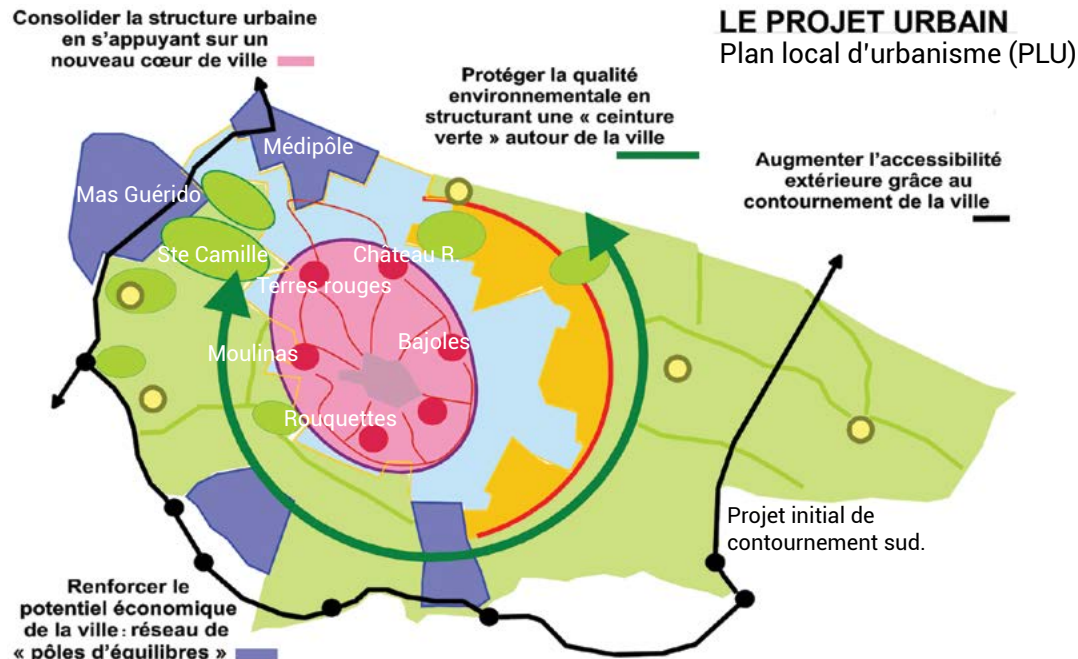 Consolider la structure urbaine
en s'appuyant sur un
nouveau cœur de ville
LE PROJET URBAIN
Plan local d'urbanisme (PLU)
Protéger la qualité
environnementale en
structurant une « ceinture
verte » autour de la ville
Augmenter l'accessibilité
extérieure grâce au
contournement de la ville
Médipôle
Mas Guérido
Ste Camille
Château R.
Terres rouges
Moulinas
Bajoles
Rouquettes
Projet initial de
contournement sud.
Renforcer le
potentiel économique
de la ville : réseau de
« pôles d'équilibres »